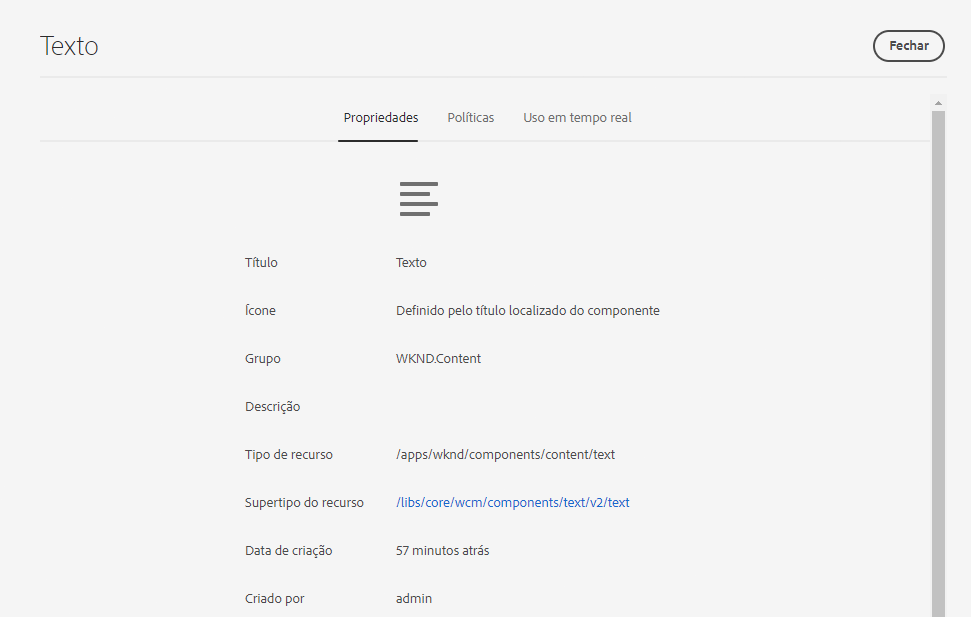 Texto
Fechar
Propriedades Políticas Uso em tempo real
Título Texto
Ícone Definido pelo título localizado do componente
Grupo WKND.Content
Descrição
Tipo de recurso /apps/wknd/components/content/text
Supertipo do recurso /libs/core/wcm/components/text/v2/text
Data de criação 57 minutos atrás
Criado por admin